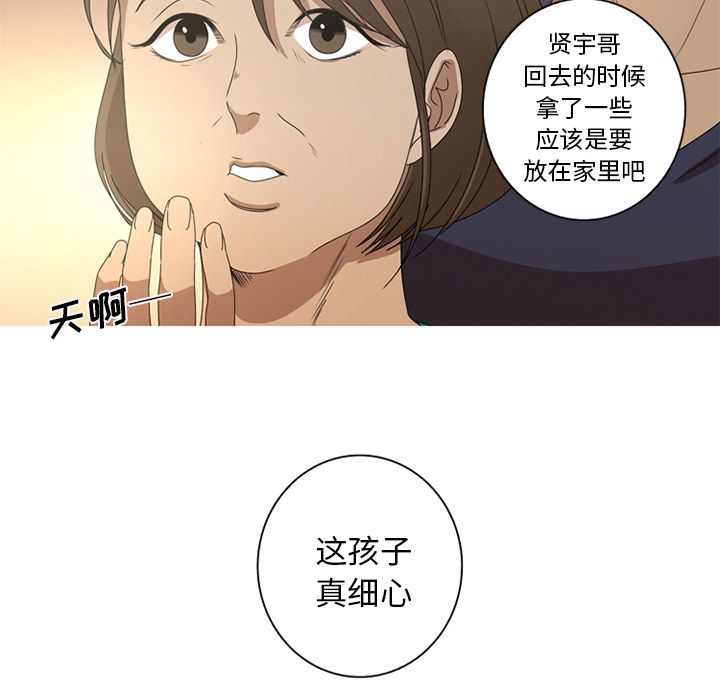 贤宇哥
回去的时候
拿了一些
应该是要
放在家里吧
天啊—
这孩子
真细心